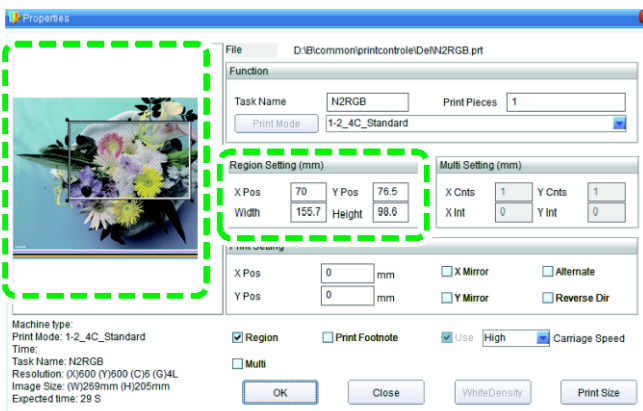 Properties
File D:\B\common\printcontrole\Del\N2RGB.prt
Function
Task Name N2RGB Print Pieces 1
Print Mode 1-2_4C_Standard
Region Setting (mm) Multi Setting (mm)
X Pos 70 Y Pos 76.5 X Cnts 1 Y Cnts 1
Width 155.7 Height 98.6 X Int 0 Y Int 0
Print Setting
X Pos 0 mm X Mirror Alternate
Y Pos 0 mm Y Mirror Reverse Dir
Machine type:
Print Mode: 1-2_4C_Standard
Time:
Task Name: N2RGB
Resolution: (X)600 (Y)600 (C)6 (G)4L
Image Size: (W)269mm (H)205mm
Expected time: 29 S
Region Print Footnote Use High Carriage Speed
Multi
OK Close WhiteDensity Print Size